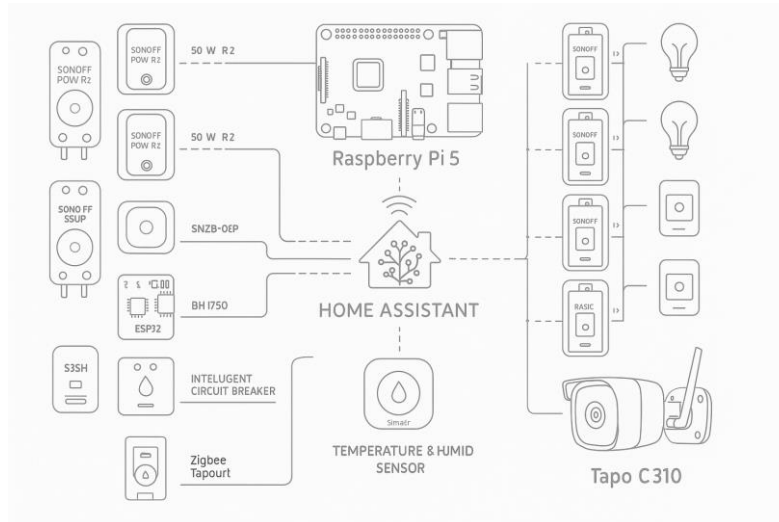 SONOFF
POW R2
SONOFF
POW R2
50 W R2
SONOFF
POW R2
50 W R2
SONO FF
SSUP
SNZB-0EP
ESP32
BH I750
S3SH
INTELUGENT
CIRCUIT BREAKER
Zigbee
Tapourt
Raspberry Pi 5
HOME ASSISTANT
Simatr
TEMPERATURE & HUMID
SENSOR
SONOFF
SONOFF
SONOFF
RASIC
Tapo C310